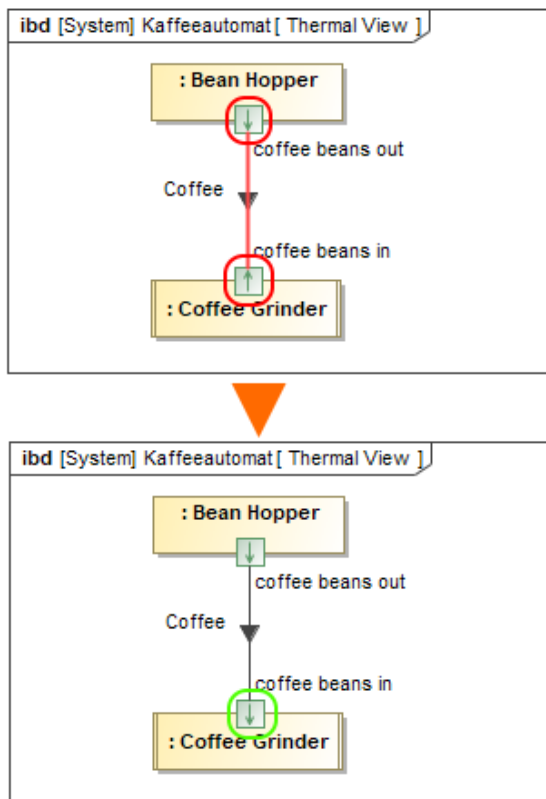 ibd [System] Kaffeeautomat[ Thermal View ]
: Bean Hopper
coffee beans out
Coffee
coffee beans in
: Coffee Grinder
ibd [System] Kaffeeautomat[ Thermal View ]
: Bean Hopper
coffee beans out
Coffee
coffee beans in
: Coffee Grinder